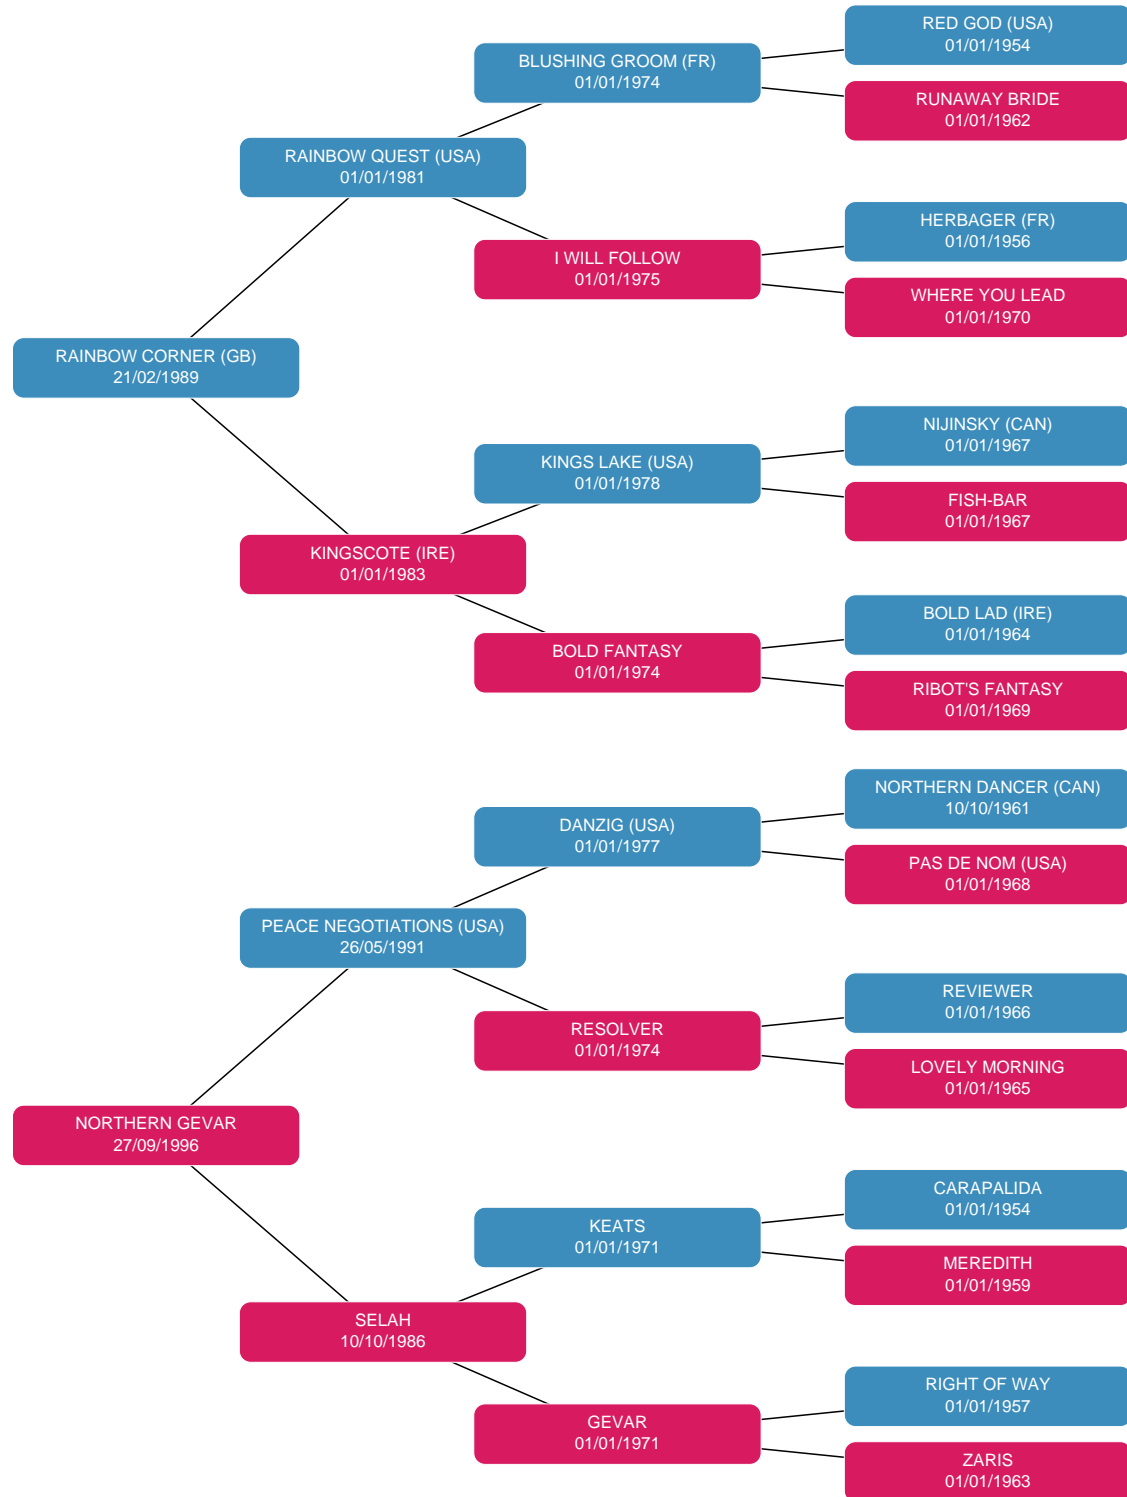 RED GOD (USA)
01/01/1954
BLUSHING GROOM (FR)
01/01/1974
RUNAWAY BRIDE
01/01/1962
RAINBOW QUEST (USA)
01/01/1981
HERBAGER (FR)
01/01/1956
I WILL FOLLOW
01/01/1975
WHERE YOU LEAD
01/01/1970
RAINBOW CORNER (GB)
21/02/1989
NIJINSKY (CAN)
01/01/1967
KINGS LAKE (USA)
01/01/1978
FISH-BAR
01/01/1967
KINGSCOTE (IRE)
01/01/1983
BOLD LAD (IRE)
01/01/1964
BOLD FANTASY
01/01/1974
RIBOT'S FANTASY
01/01/1969
NORTHERN DANCER (CAN)
10/10/1961
DANZIG (USA)
01/01/1977
PAS DE NOM (USA)
01/01/1968
PEACE NEGOTIATIONS (USA)
26/05/1991
REVIEWER
01/01/1966
RESOLVER
01/01/1974
LOVELY MORNING
01/01/1965
NORTHERN GEVAR
27/09/1996
CARAPALIDA
01/01/1954
KEATS
01/01/1971
MEREDITH
01/01/1959
SELAH
10/10/1986
RIGHT OF WAY
01/01/1957
GEVAR
01/01/1971
ZARIS
01/01/1963